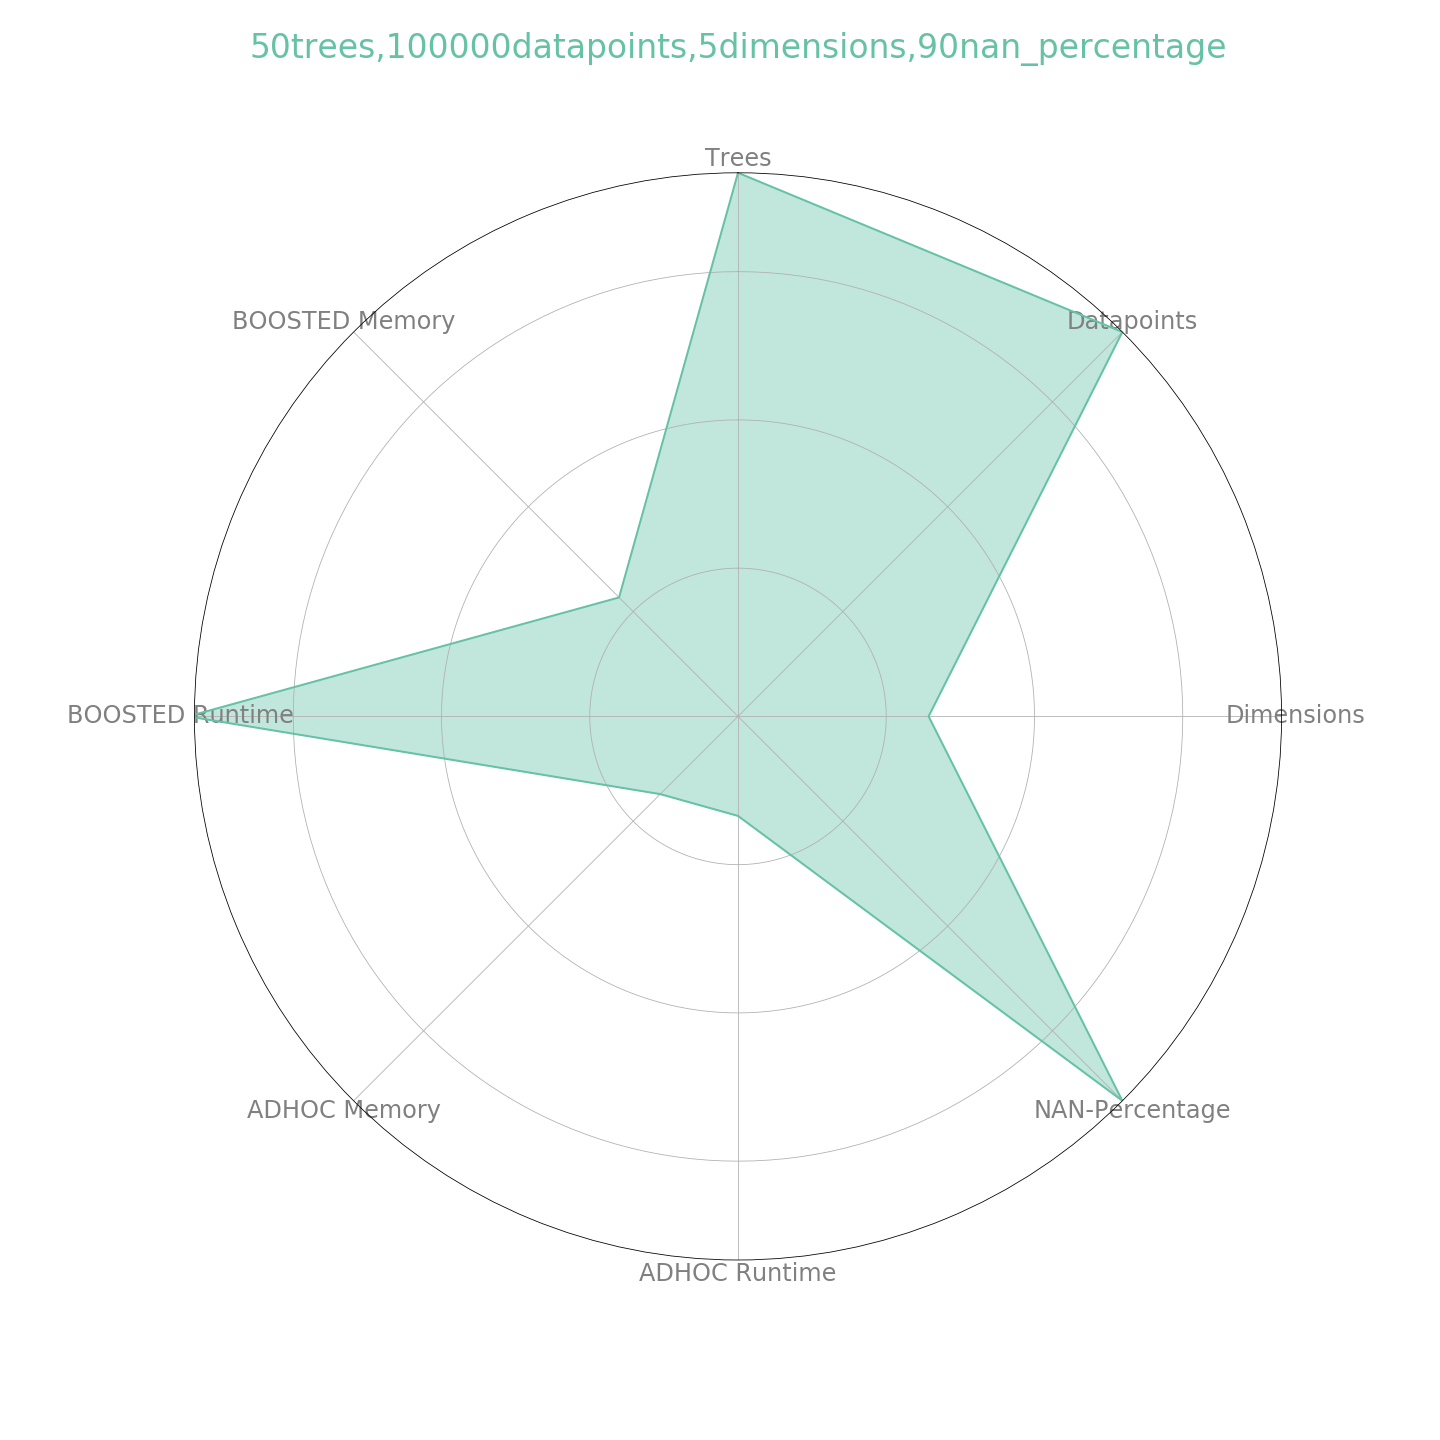 50trees,100000datapoints,5dimensions,90nan_percentage
Trees
BOOSTED Memory
Datapoints
BOOSTED Runtime
Dimensions
ADHOC Memory
NAN-Percentage
ADHOC Runtime